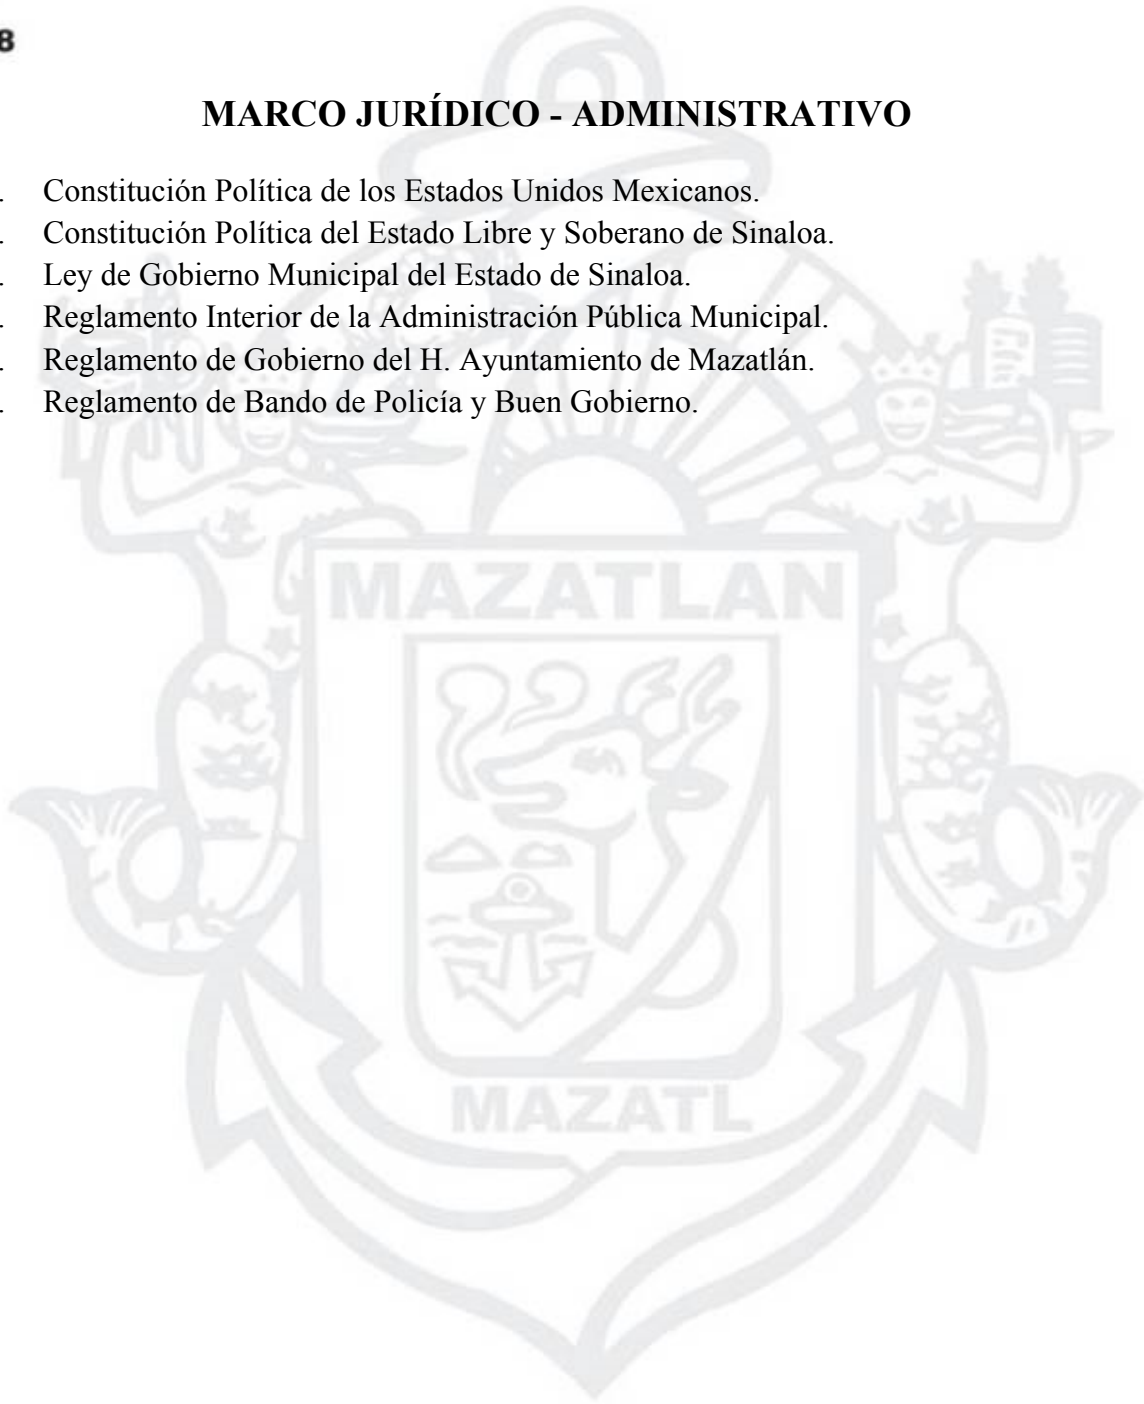 8
MARCO JURÍDICO - ADMINISTRATIVO
. Constitución Política de los Estados Unidos Mexicanos.
. Constitución Política del Estado Libre y Soberano de Sinaloa.
. Ley de Gobierno Municipal del Estado de Sinaloa.
. Reglamento Interior de la Administración Pública Municipal.
. Reglamento de Gobierno del H. Ayuntamiento de Mazatlán.
. Reglamento de Bando de Policía y Buen Gobierno.
MAZATLAN
MAZATL